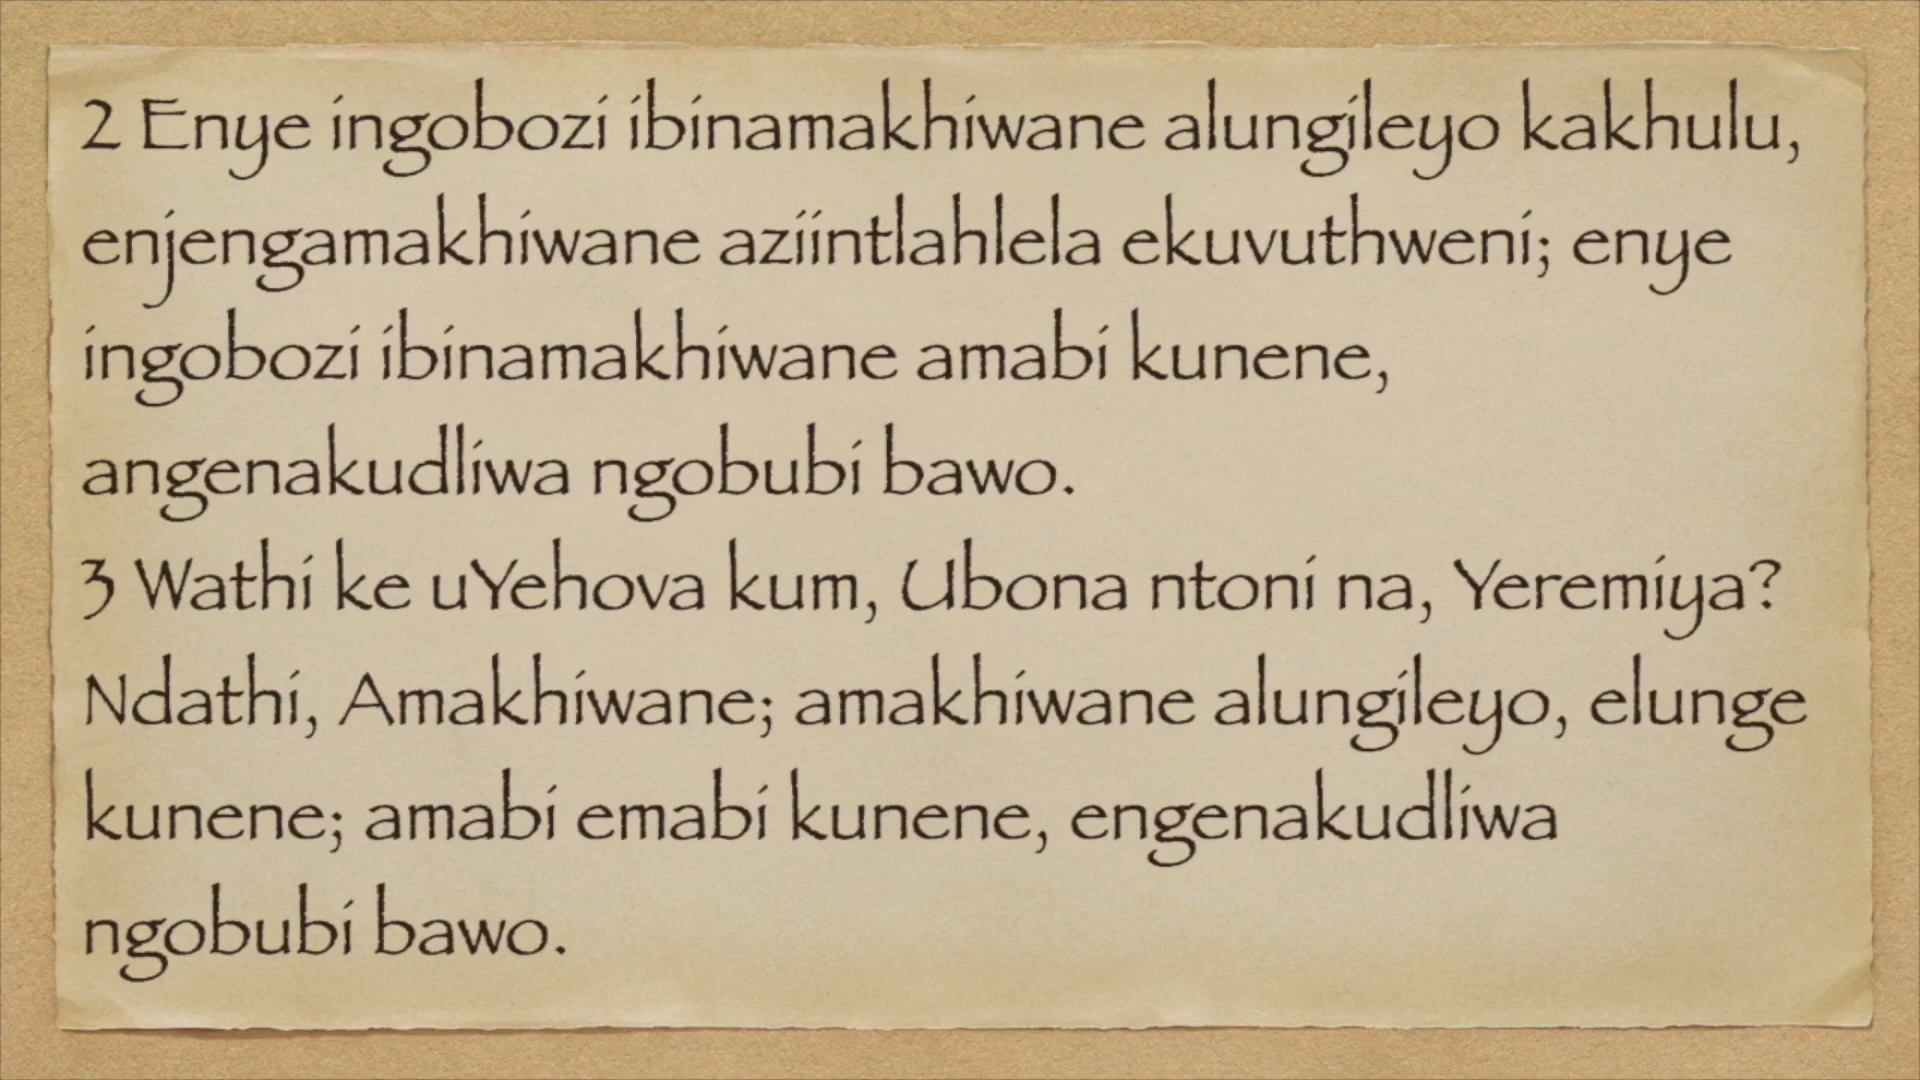 2 Enye ingobozi ibinamakhiwane alungileyo kakhulu,
enjengamakhiwane aziintlahlela ekuvuthweni; enye
ingobozi ibinamakhiwane amabi kunene,
angenakudliwa ngobubi bawo.
3 Wathi ke uYehova kum, Ubona ntoni na, Yeremiya?
Ndathi, Amakhiwane; amakhiwane alungileyo, elunge
kunene; amabi emabi kunene, engenakudliwa
ngobubi bawo.